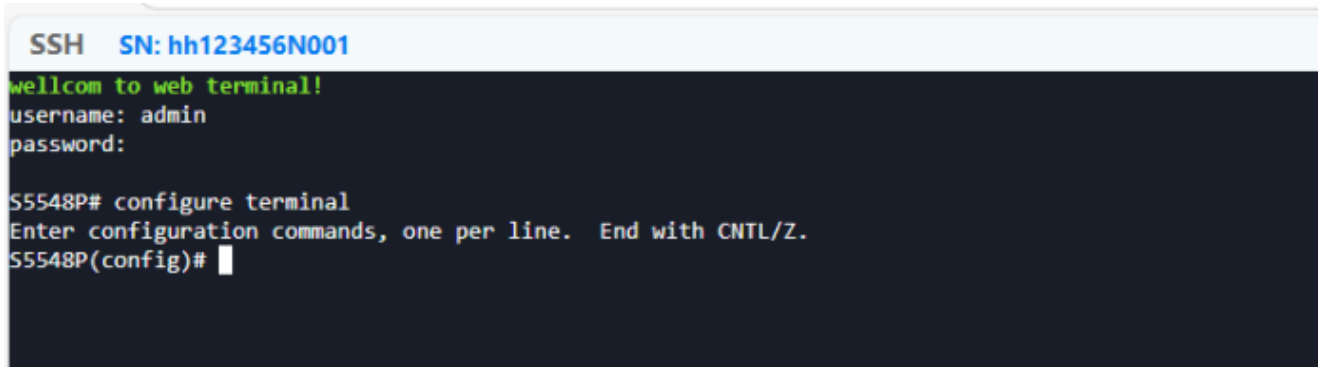 SSH SN: hh123456N001
wellcom to web terminal!
username: admin
password:
S5548P# configure terminal
Enter configuration commands, one per line.  End with CNTL/Z.
S5548P(config)#